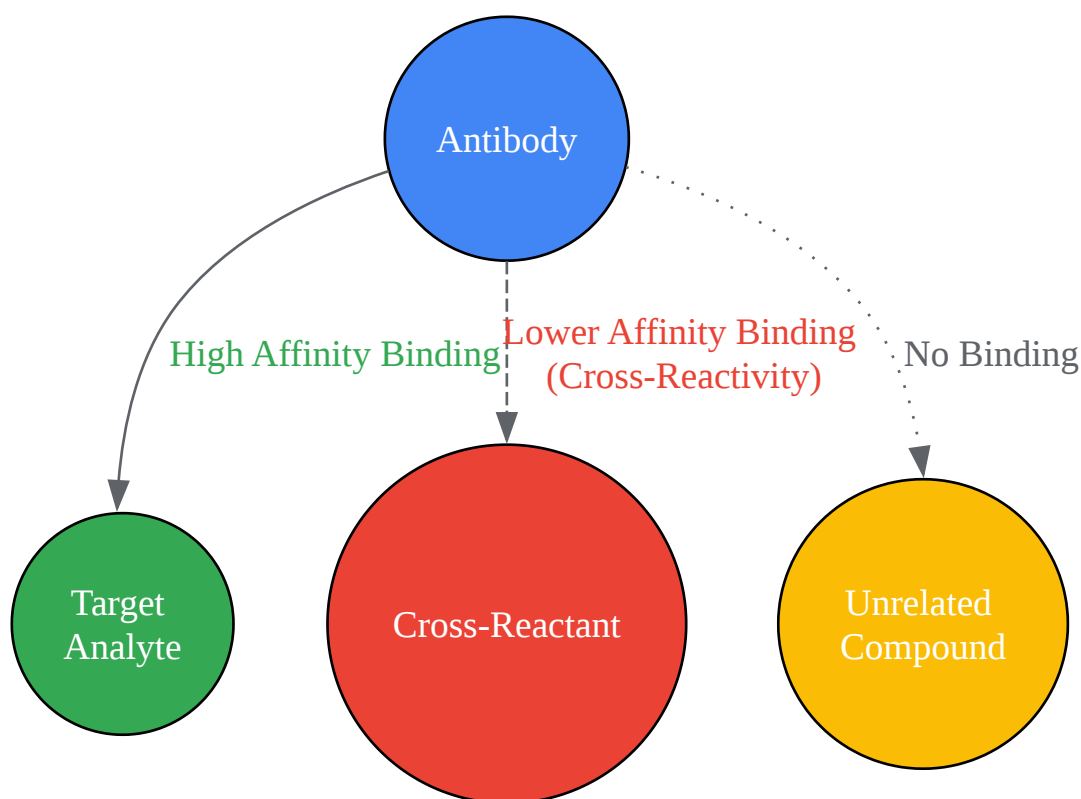 Antibody
High Affinity Binding
Lower Affinity Binding
(Cross-Reactivity)
No Binding
Target
Analyte
Cross-Reactant
Unrelated
Compound